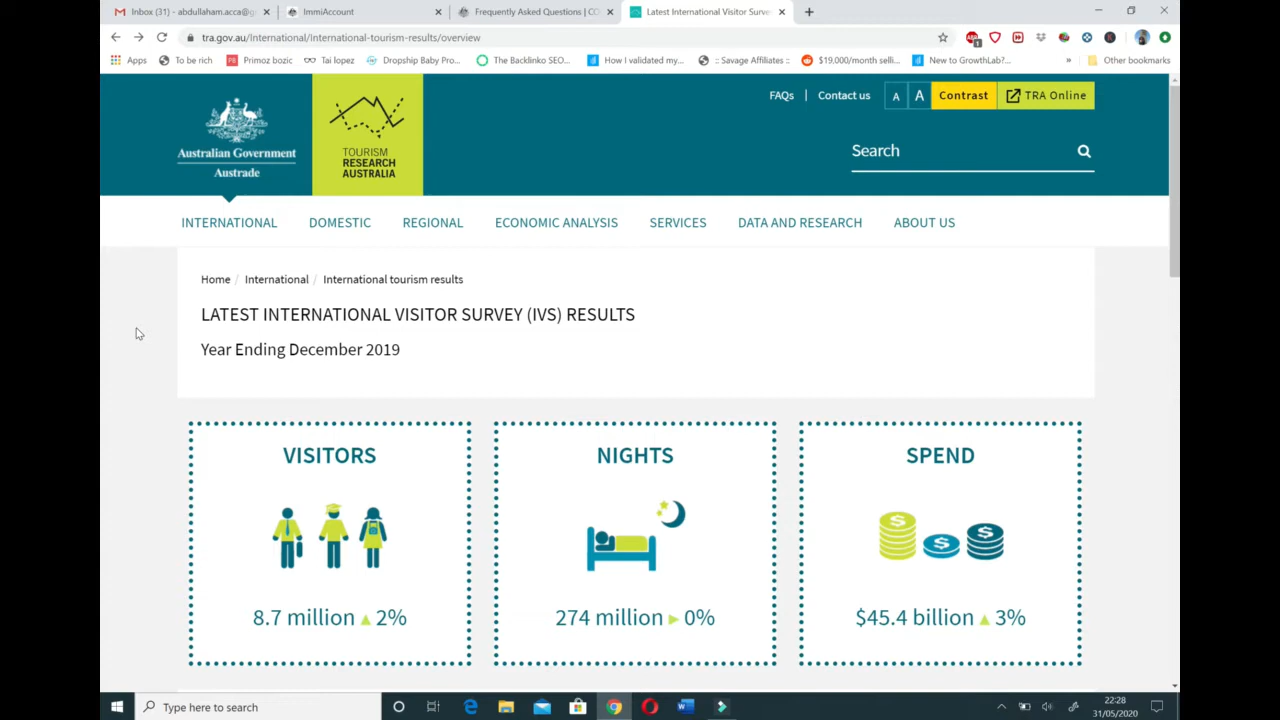 Inbox (31) - abdullaham.acca@g
ImmiAccount
Frequently Asked Questions | CO
Latest International Visitor Surve
tra.gov.au/International/International-tourism-results/overview
Apps
To be rich
Primoz bizic
Tai lopez
Dropship Baby Pro...
The Backlinko SEO...
How I validated my...
:: Savage Affiliates ::
$19,000/month selli...
New to GrowthLab?...
»
Other bookmarks
FAQs | Contact us
A
A
Contrast
TRA Online
Australian Government
Austrade
TOURISM
RESEARCH
AUSTRALIA
Search
INTERNATIONAL
DOMESTIC
REGIONAL
ECONOMIC ANALYSIS
SERVICES
DATA AND RESEARCH
ABOUT US
Home / International / International tourism results
LATEST INTERNATIONAL VISITOR SURVEY (IVS) RESULTS
Year Ending December 2019
VISITORS
8.7 million ▲ 2%
NIGHTS
274 million ► 0%
SPEND
$45.4 billion ▲ 3%
Type here to search
22:28
31/05/2020